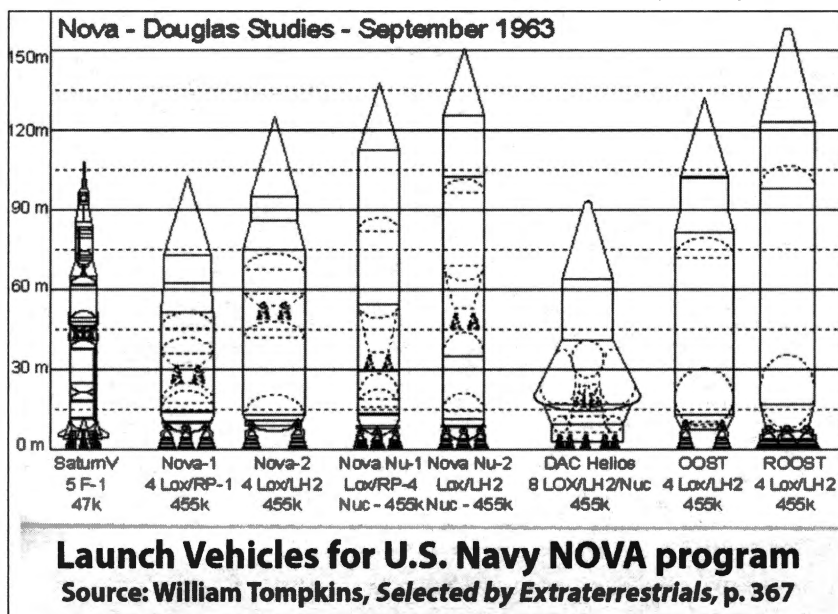 Nova - Douglas Studies - September 1963
150m
120m
90 m
60 m
30 m
0 m
SaturnV Nova-1 Nova-2 Nova Nu-1 Nova Nu-2 DAC Helios OOST ROOST
5 F-1 4 Lox/RP-1 4 Lox/LH2 Lox/RP-4 Lox/LH2 8 LOX/LH2/Nuc 4 Lox/LH2 4 Lox/LH2
47k 455k 455k Nuc - 455k Nuc - 455k 455k 455k 455k
Launch Vehicles for U.S. Navy NOVA program
Source: William Tompkins, Selected by Extraterrestrials, p. 367